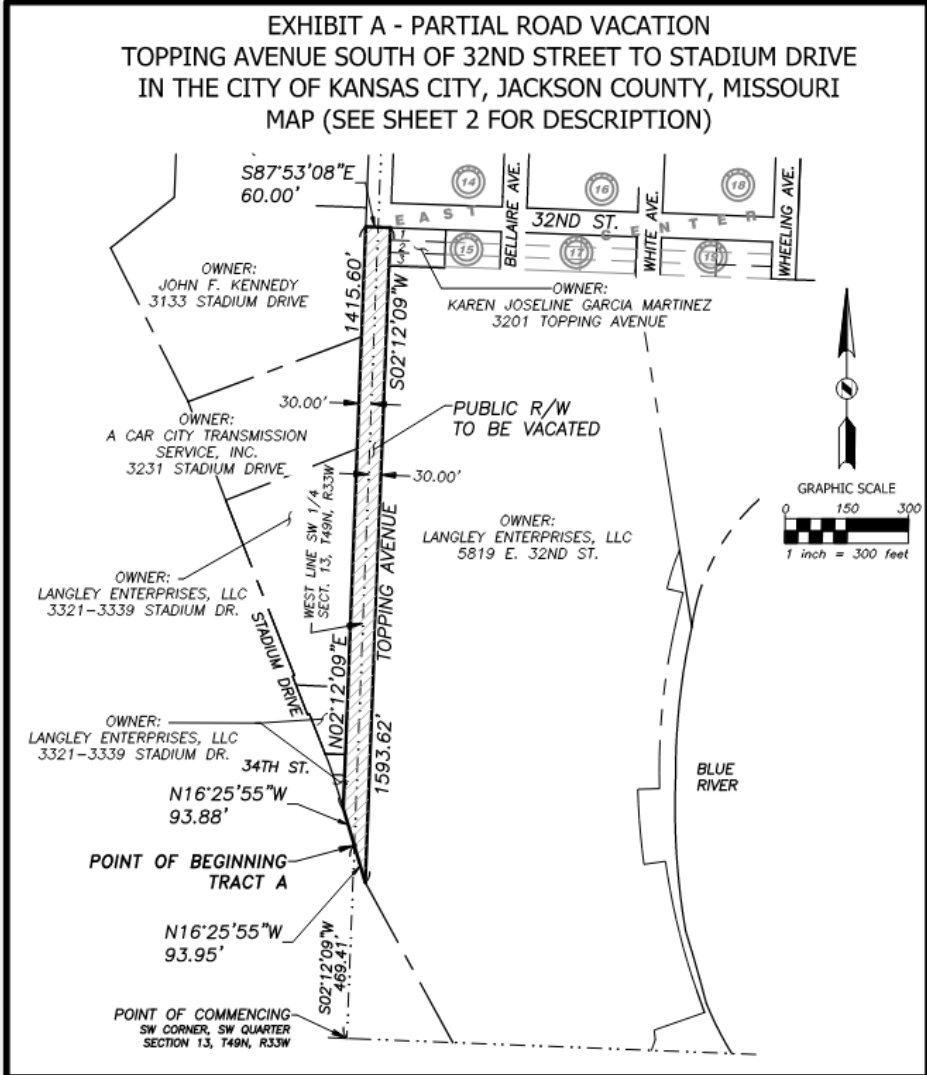 EXHIBIT A - PARTIAL ROAD VACATION
TOPPING AVENUE SOUTH OF 32ND STREET TO STADIUM DRIVE
IN THE CITY OF KANSAS CITY, JACKSON COUNTY, MISSOURI
MAP (SEE SHEET 2 FOR DESCRIPTION)
S87°53'08"E
60.00'
14
16
18
EAST
CENTER
32ND ST.
BELLAIRE AVE.
WHITE AVE.
WHEELING AVE.
1
2
3
15
17
19
OWNER:
JOHN F. KENNEDY
3133 STADIUM DRIVE
1415.60'
S02°12'09"W
OWNER:
KAREN JOSELINE GARCIA MARTINEZ
3201 TOPPING AVENUE
30.00'
PUBLIC R/W
TO BE VACATED
OWNER:
A CAR CITY TRANSMISSION
SERVICE, INC.
3231 STADIUM DRIVE
30.00'
WEST LINE SW 1/4
SECT. 13, T49N, R33W
TOPPING AVENUE
GRAPHIC SCALE
0 150 300
1 inch = 300 feet
OWNER:
LANGLEY ENTERPRISES, LLC
5819 E. 32ND ST.
OWNER:
LANGLEY ENTERPRISES, LLC
3321-3339 STADIUM DR.
STADIUM DRIVE
N02°12'09"E
1593.62'
OWNER:
LANGLEY ENTERPRISES, LLC
3321-3339 STADIUM DR.
34TH ST.
BLUE
RIVER
N16°25'55"W
93.88'
POINT OF BEGINNING
TRACT A
N16°25'55"W
93.95'
S02°12'09"W
469.41'
POINT OF COMMENCING
SW CORNER, SW QUARTER
SECTION 13, T49N, R33W